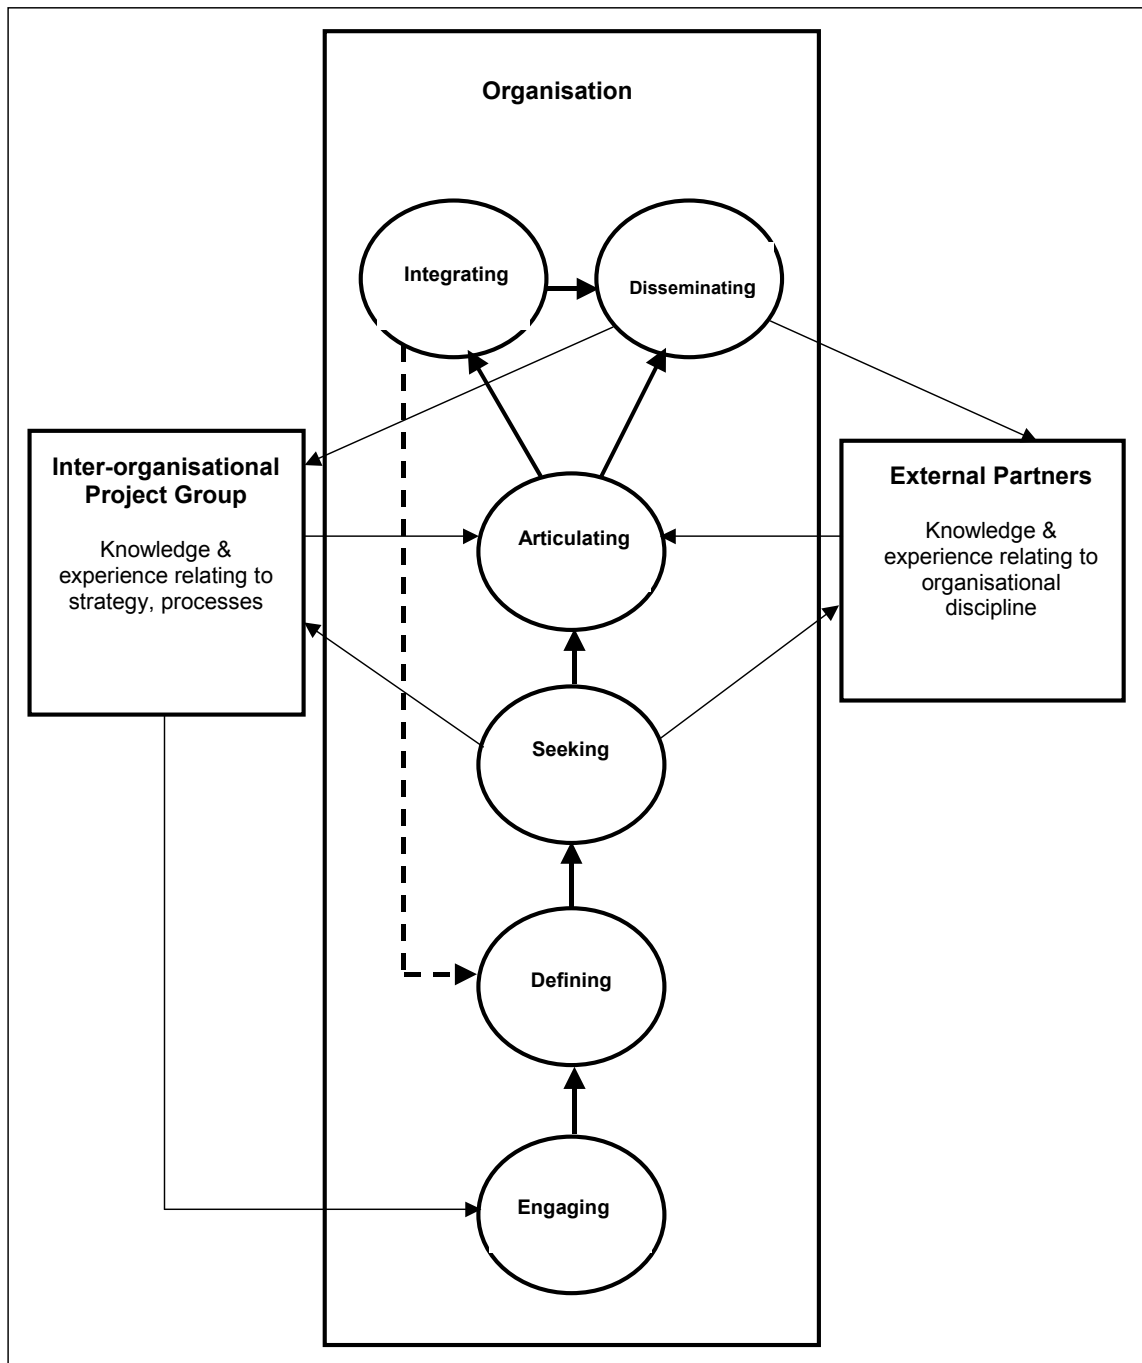 Organisation
Integrating
Disseminating
Inter-organisational
Project Group
Knowledge &
experience relating to
strategy, processes
External Partners
Knowledge &
experience relating to
organisational
discipline
Articulating
Seeking
Defining
Engaging